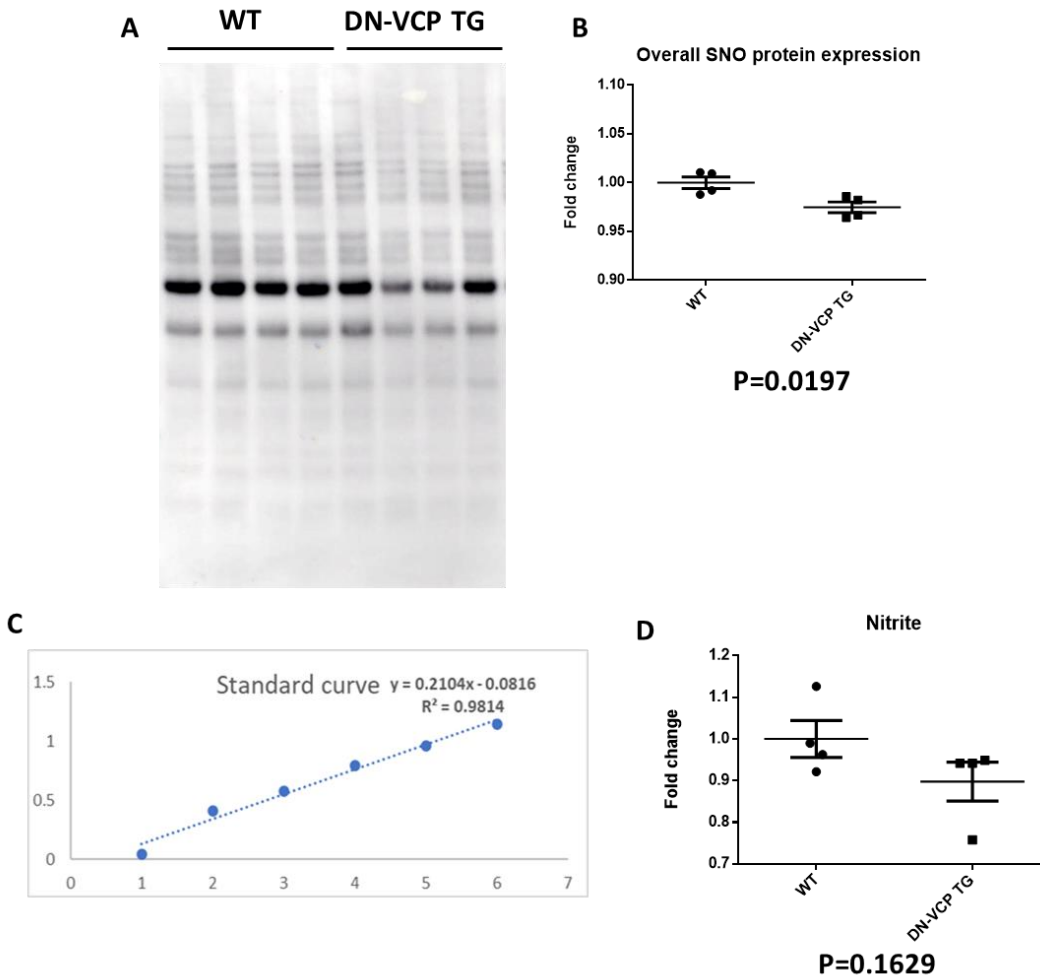 A
WT
DN-VCP TG
B
Overall SNO protein expression
Fold change
1.10
1.05
1.00
0.95
0.90
WT
DN-VCP TG
P=0.0197
C
Standard curve
y = 0.2104x - 0.0816
R² = 0.9814
1.5
1
0.5
0
0 1 2 3 4 5 6 7
D
Nitrite
Fold change
1.2
1.1
1.0
0.9
0.8
0.7
WT
DN-VCP TG
P=0.1629